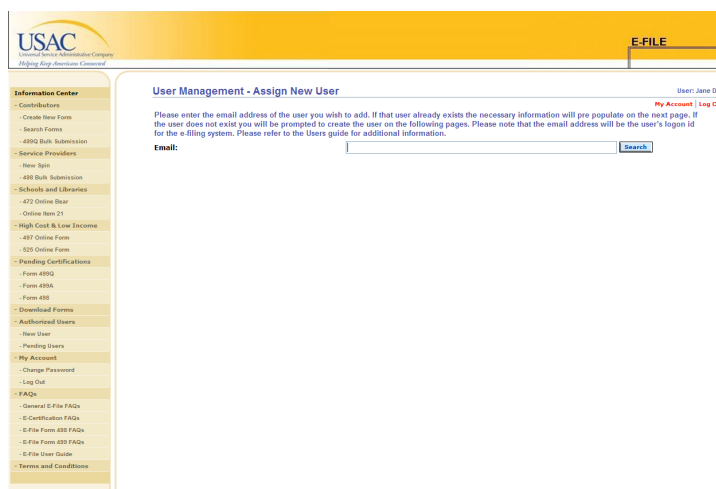 USAC
Universal Service Administrative Company
Helping Keep Americans Connected
E-FILE
Information Center
- Contributors
- Create New Form
- Search Forms
- 499Q Bulk Submission
- Service Providers
- New Spin
- 498 Bulk Submission
- Schools and Libraries
- 472 Online Bear
- Online Item 21
- High Cost & Low Income
- 497 Online Form
- 525 Online Form
- Pending Certifications
- Form 499Q
- Form 499A
- Form 498
- Download Forms
- Authorized Users
- New User
- Pending Users
- My Account
- Change Password
- Log Out
- FAQs
- General E-File FAQs
- E-Certification FAQs
- E-File Form 498 FAQs
- E-File Form 499 FAQs
- E-File User Guide
- Terms and Conditions
User Management - Assign New User
User: Jane D
My Account | Log O
Please enter the email address of the user you wish to add. If that user already exists the necessary information will pre populate on the next page. If
the user does not exist you will be prompted to create the user on the following pages. Please note that the email address will be the user's logon id
for the e-filing system. Please refer to the Users guide for additional information.
Email:
Search